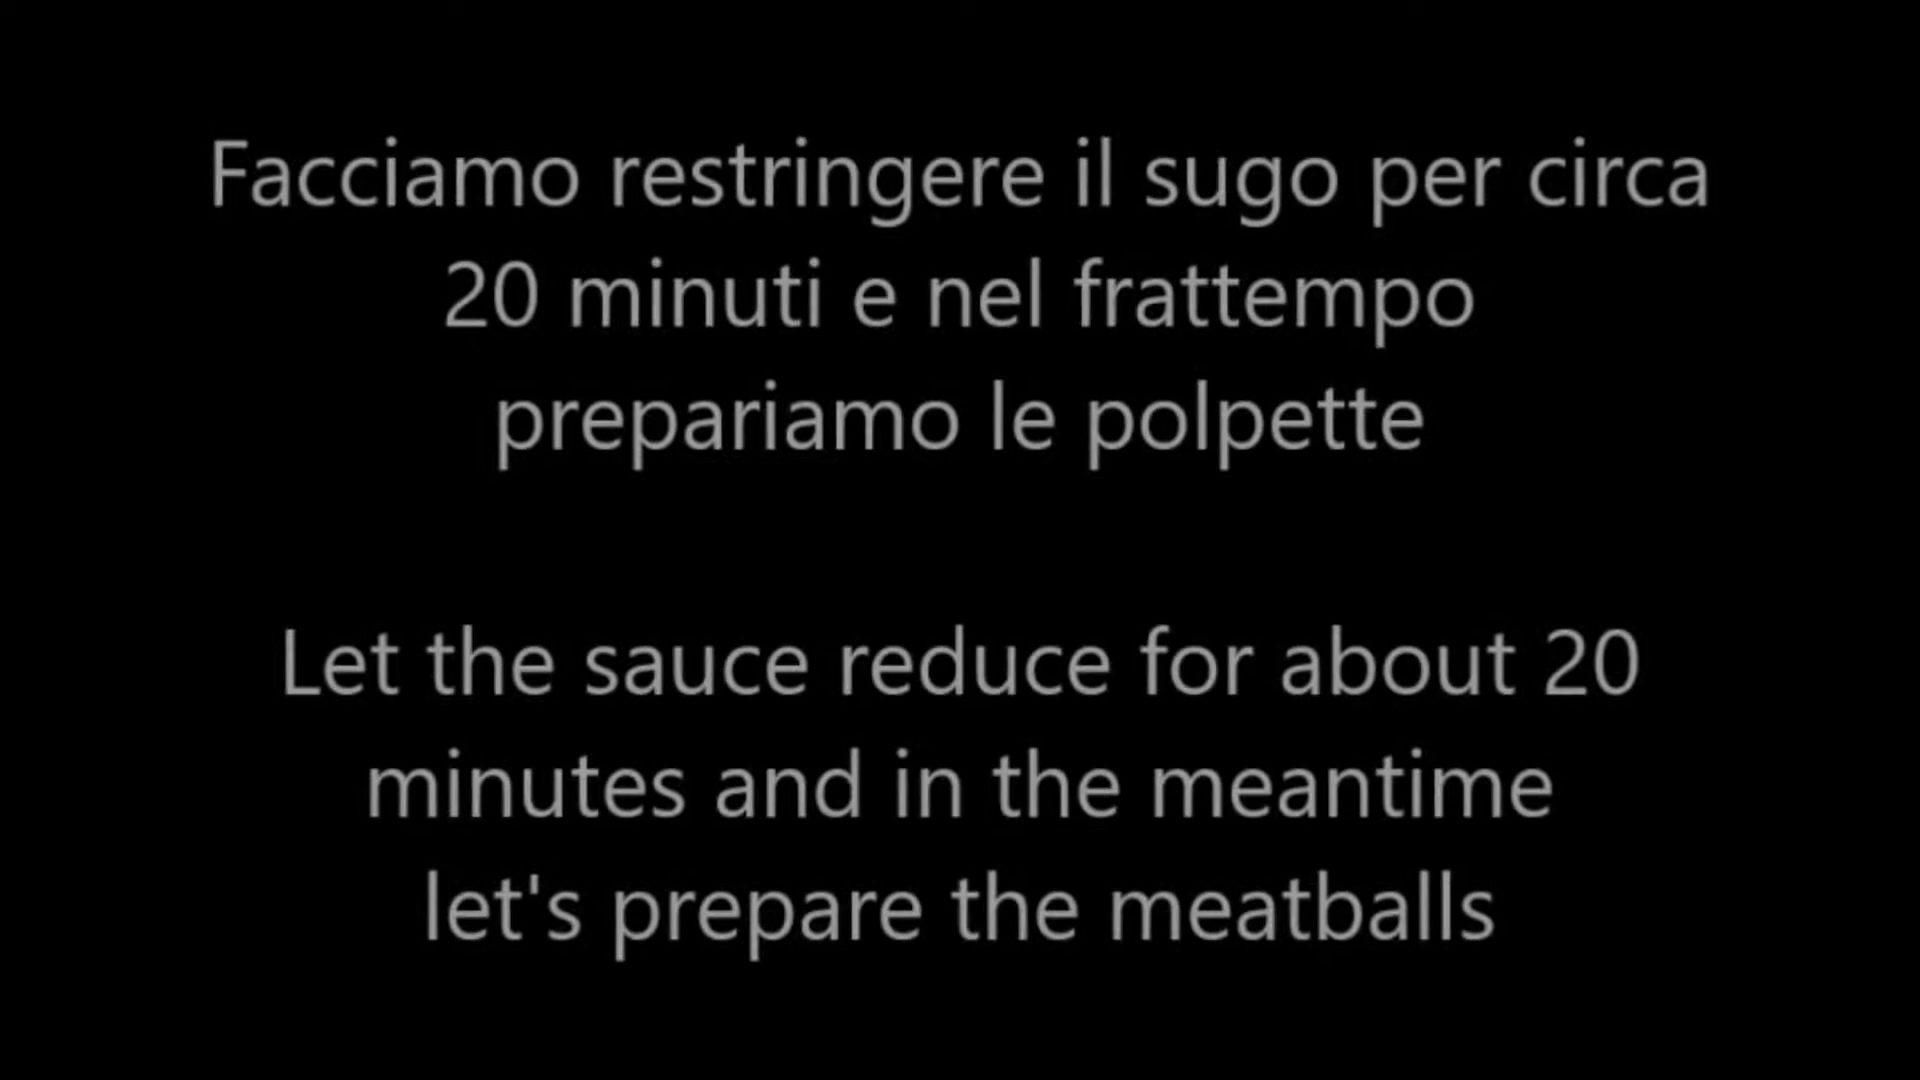 Facciamo restringere il sugo per circa
20 minuti e nel frattempo
prepariamo le polpette
Let the sauce reduce for about 20
minutes and in the meantime
let's prepare the meatballs